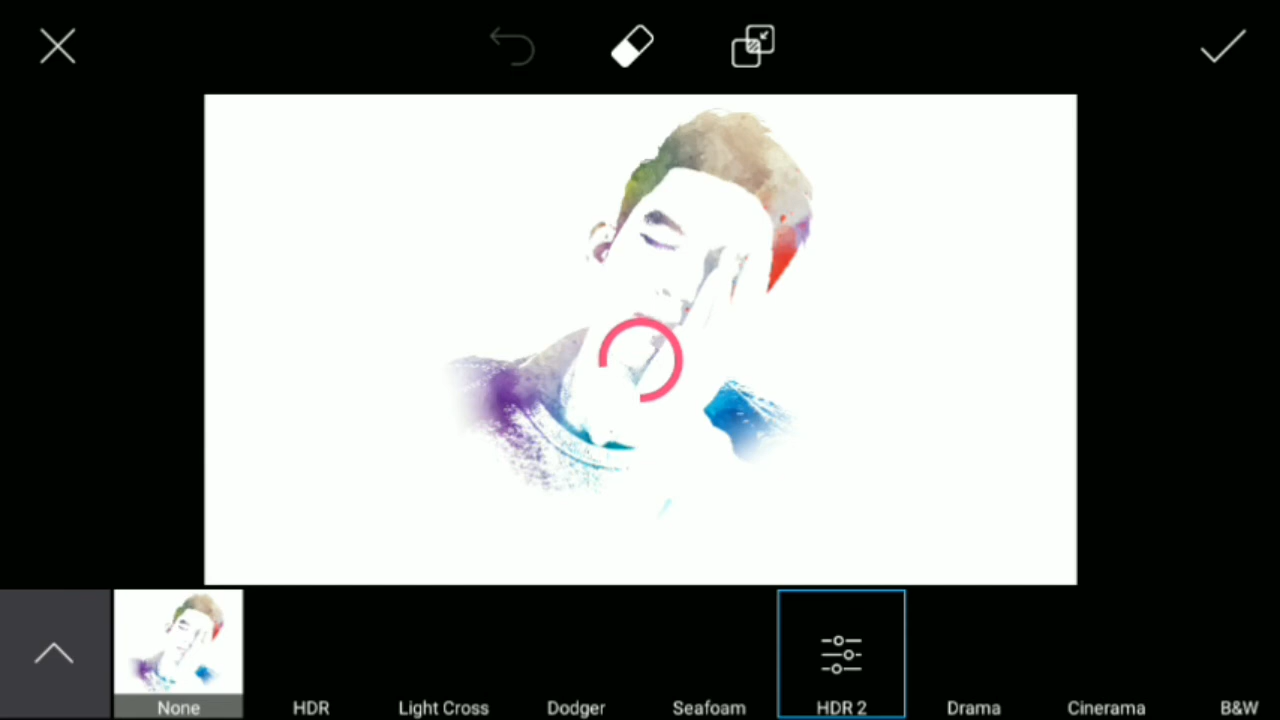 None
HDR
Light Cross
Dodger
Seafoam
HDR 2
Drama
Cinerama
B&W